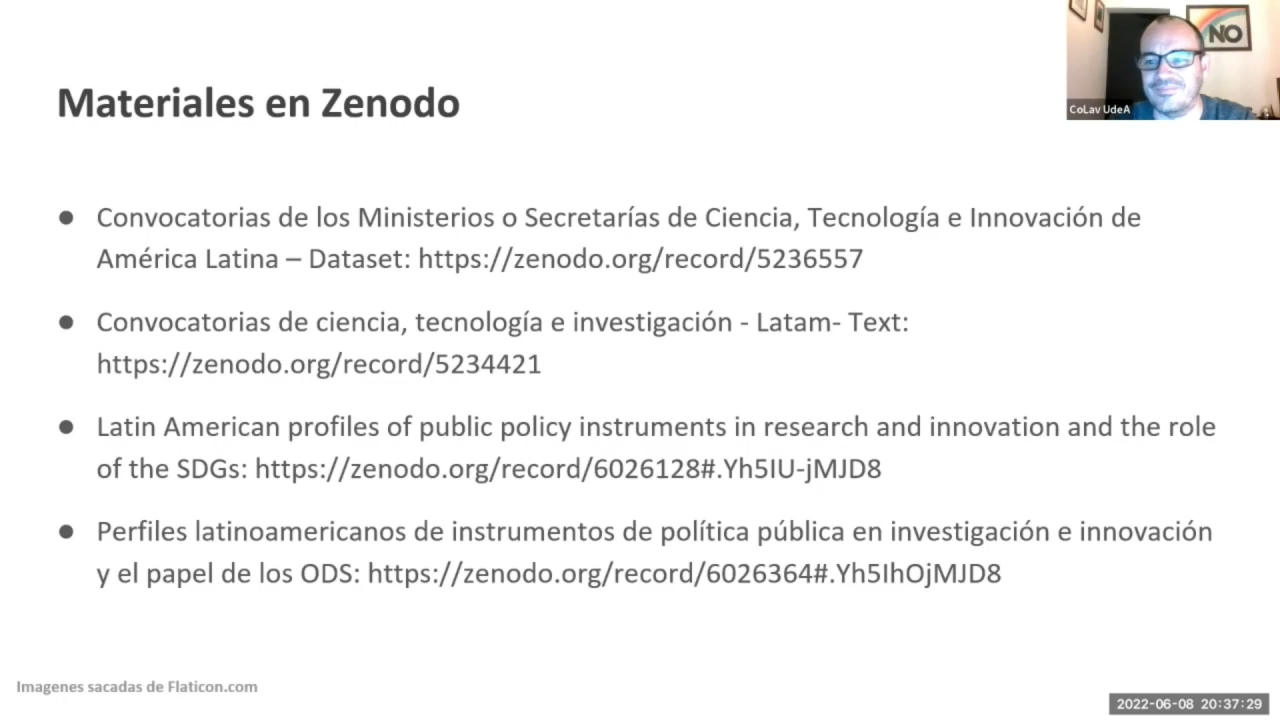 NO
CoLav UdeA
Materiales en Zenodo
● Convocatorias de los Ministerios o Secretarías de Ciencia, Tecnología e Innovación de
América Latina – Dataset: https://zenodo.org/record/5236557
● Convocatorias de ciencia, tecnología e investigación - Latam- Text:
https://zenodo.org/record/5234421
● Latin American profiles of public policy instruments in research and innovation and the role
of the SDGs: https://zenodo.org/record/6026128#.Yh5IU-jMJD8
● Perfiles latinoamericanos de instrumentos de política pública en investigación e innovación
y el papel de los ODS: https://zenodo.org/record/6026364#.Yh5IhOjMJD8
Imagenes sacadas de Flaticon.com
2022-06-08 20:37:29